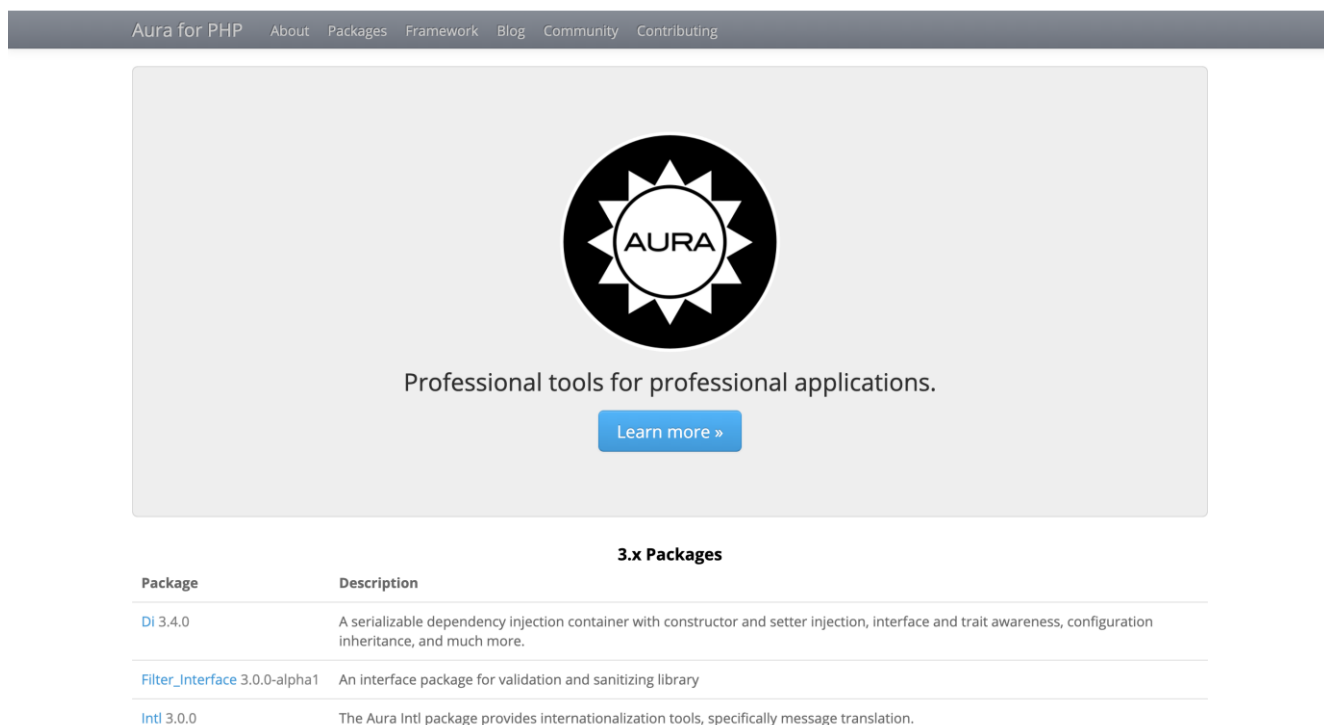 Aura for PHP About Packages Framework Blog Community Contributing
AURA
Professional tools for professional applications.
Learn more »
3.x Packages
Package Description
Di 3.4.0 A serializable dependency injection container with constructor and setter injection, interface and trait awareness, configuration
inheritance, and much more.
Filter_Interface 3.0.0-alpha1 An interface package for validation and sanitizing library
Intl 3.0.0 The Aura Intl package provides internationalization tools, specifically message translation.